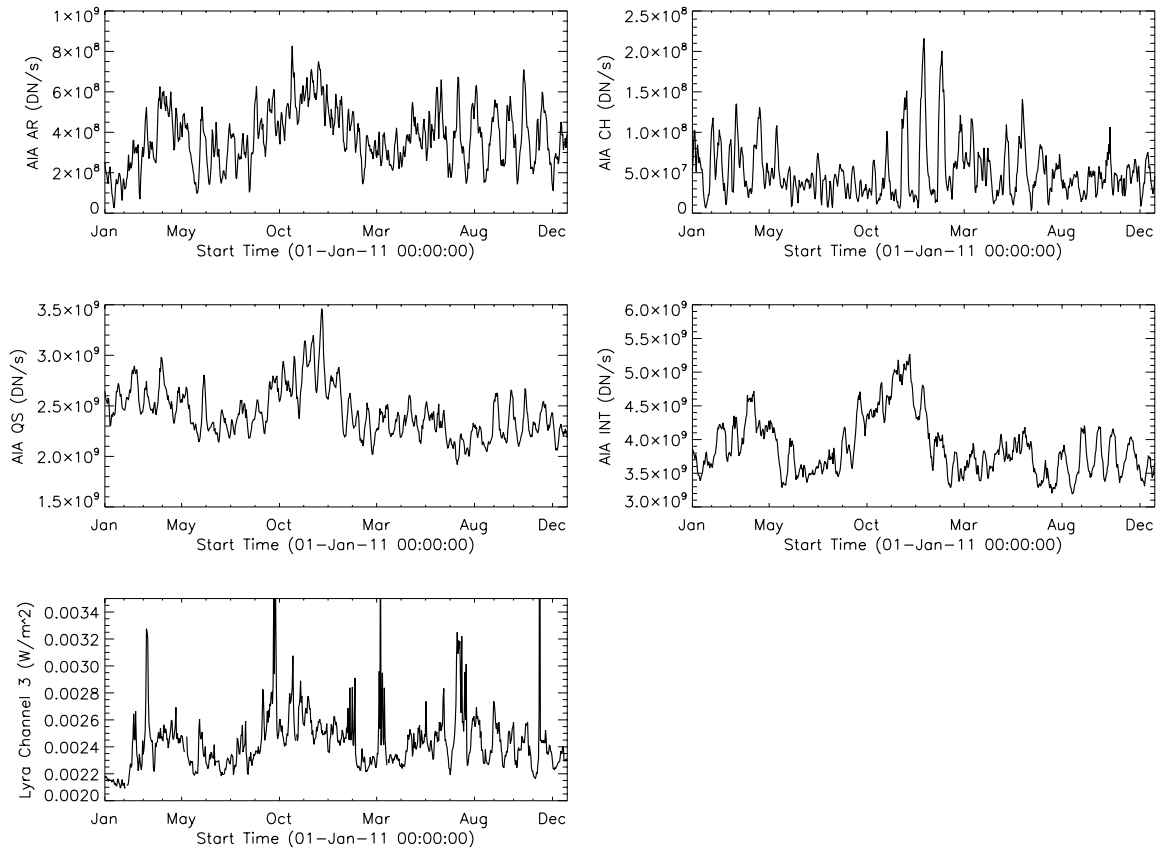 1×10⁹
8×10⁸
6×10⁸
4×10⁸
2×10⁸
0
AIA AR (DN/s)
Jan May Oct Mar Aug Dec
Start Time (01-Jan-11 00:00:00)
2.5×10⁸
2.0×10⁸
1.5×10⁸
1.0×10⁸
5.0×10⁷
0
AIA CH (DN/s)
Jan May Oct Mar Aug Dec
Start Time (01-Jan-11 00:00:00)
3.5×10⁹
3.0×10⁹
2.5×10⁹
2.0×10⁹
1.5×10⁹
AIA QS (DN/s)
Jan May Oct Mar Aug Dec
Start Time (01-Jan-11 00:00:00)
6.0×10⁹
5.5×10⁹
5.0×10⁹
4.5×10⁹
4.0×10⁹
3.5×10⁹
3.0×10⁹
AIA INT (DN/s)
Jan May Oct Mar Aug Dec
Start Time (01-Jan-11 00:00:00)
0.0034
0.0032
0.0030
0.0028
0.0026
0.0024
0.0022
0.0020
Lyra Channel 3 (W/m^2)
Jan May Oct Mar Aug Dec
Start Time (01-Jan-11 00:00:00)